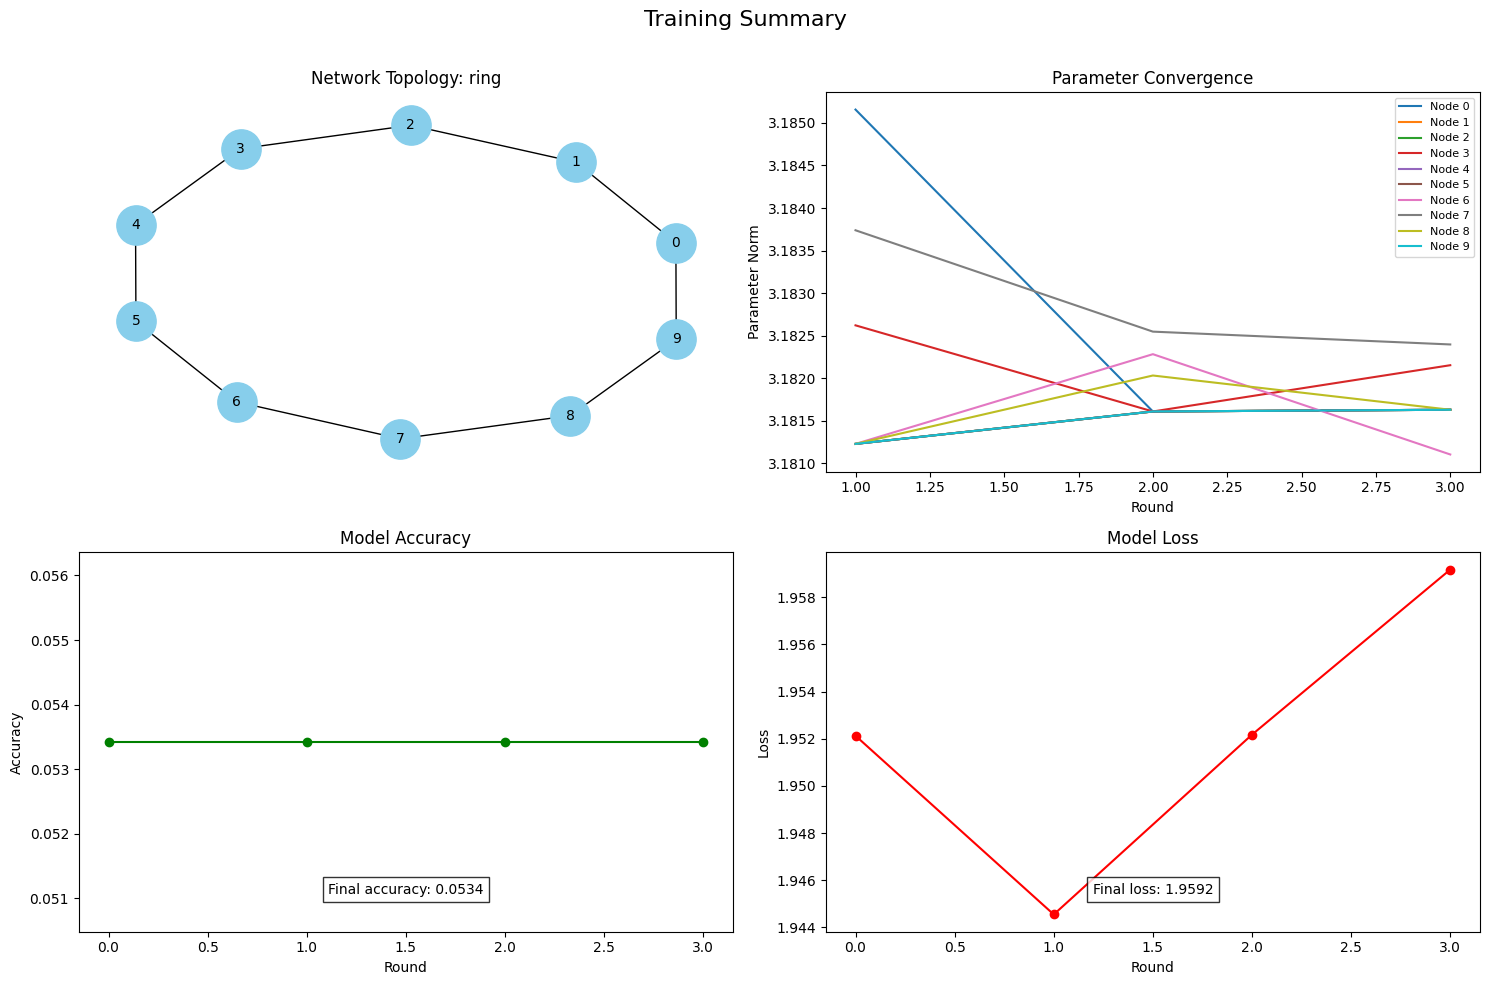 Training Summary
Network Topology: ring
2
3
1
4
0
5
9
6
8
7
Parameter Convergence
Parameter Norm
3.1850
3.1845
3.1840
3.1835
3.1830
3.1825
3.1820
3.1815
3.1810
Node 0
Node 1
Node 2
Node 3
Node 4
Node 5
Node 6
Node 7
Node 8
Node 9
1.00 1.25 1.50 1.75 2.00 2.25 2.50 2.75 3.00
Round
Model Accuracy
Accuracy
0.056
0.055
0.054
0.053
0.052
0.051
Final accuracy: 0.0534
0.0 0.5 1.0 1.5 2.0 2.5 3.0
Round
Model Loss
Loss
1.958
1.956
1.954
1.952
1.950
1.948
1.946
1.944
Final loss: 1.9592
0.0 0.5 1.0 1.5 2.0 2.5 3.0
Round